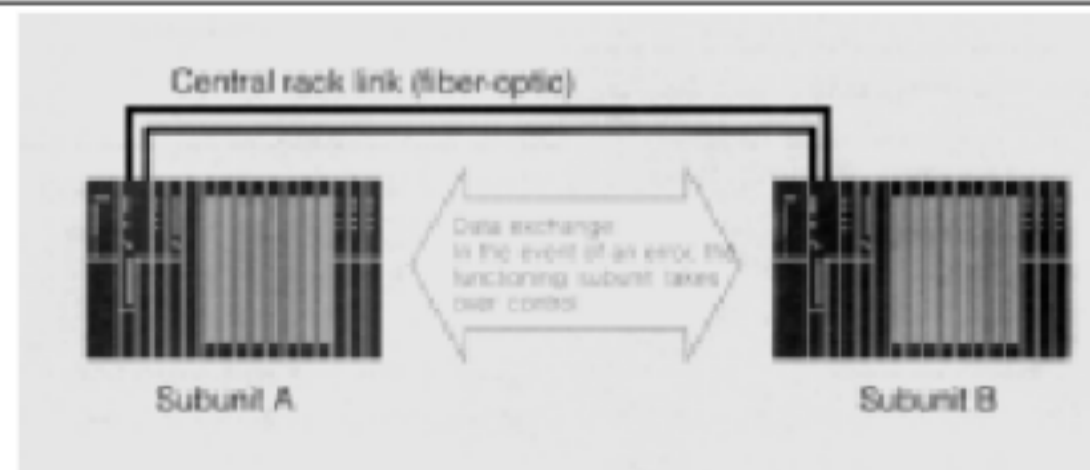 Central rack link (fiber-optic)
Data exchange
In the event of an error, the
functioning subunit takes
over control
Subunit A
Subunit B